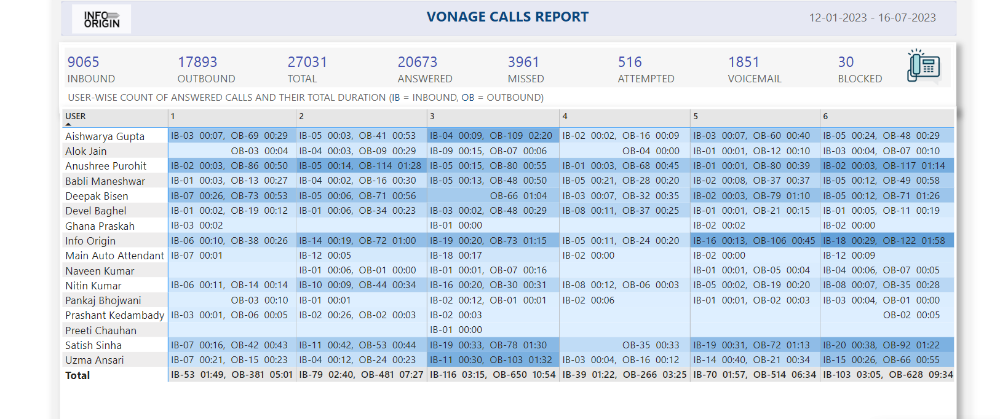 INFO
ORIGIN
VONAGE CALLS REPORT
12-01-2023 - 16-07-2023
9065 17893 27031 20673 3961 516 1851 30
INBOUND OUTBOUND TOTAL ANSWERED MISSED ATTEMPTED VOICEMAIL BLOCKED
USER-WISE COUNT OF ANSWERED CALLS AND THEIR TOTAL DURATION (IB = INBOUND, OB = OUTBOUND)
USER 1 2 3 4 5 6
Aishwarya Gupta IB-03 00:07, OB-69 00:29 IB-05 00:03, OB-41 00:53 IB-04 00:09, OB-109 02:20 IB-02 00:02, OB-16 00:09 IB-03 00:07, OB-60 00:40 IB-05 00:24, OB-48 00:29
Alok Jain OB-03 00:04 IB-04 00:03, OB-09 00:29 IB-09 00:15, OB-07 00:06 OB-04 00:00 IB-01 00:01, OB-12 00:10 IB-03 00:04, OB-07 00:10
Anushree Purohit IB-02 00:03, OB-86 00:50 IB-05 00:14, OB-114 01:28 IB-05 00:15, OB-80 00:55 IB-01 00:03, OB-68 00:45 IB-01 00:01, OB-80 00:39 IB-02 00:03, OB-117 01:14
Babli Maneshwar IB-01 00:03, OB-13 00:27 IB-04 00:02, OB-16 00:30 IB-05 00:13, OB-48 00:50 IB-05 00:21, OB-28 00:20 IB-02 00:08, OB-37 00:37 IB-05 00:12, OB-49 00:58
Deepak Bisen IB-07 00:26, OB-73 00:53 IB-05 00:06, OB-71 00:56 OB-66 01:04 IB-03 00:07, OB-32 00:35 IB-02 00:03, OB-79 01:10 IB-05 00:12, OB-71 01:26
Devel Baghel IB-01 00:02, OB-19 00:12 IB-01 00:06, OB-34 00:23 IB-03 00:02, OB-48 00:29 IB-08 00:11, OB-37 00:25 IB-01 00:01, OB-21 00:15 IB-01 00:05, OB-11 00:19
Ghana Praskah IB-03 00:02 IB-01 00:00 IB-02 00:02 IB-02 00:00
Info Origin IB-06 00:10, OB-38 00:26 IB-14 00:19, OB-72 01:00 IB-19 00:20, OB-73 01:15 IB-05 00:11, OB-24 00:20 IB-16 00:13, OB-106 00:45 IB-18 00:29, OB-122 01:58
Main Auto Attendant IB-07 00:01 IB-12 00:05 IB-18 00:17 IB-02 00:00 IB-02 00:00 IB-12 00:09
Naveen Kumar IB-01 00:06, OB-01 00:00 IB-01 00:01, OB-07 00:16 IB-01 00:01, OB-05 00:04 IB-04 00:06, OB-07 00:05
Nitin Kumar IB-06 00:11, OB-14 00:14 IB-10 00:09, OB-44 00:34 IB-16 00:20, OB-30 00:31 IB-08 00:12, OB-06 00:03 IB-05 00:02, OB-19 00:20 IB-08 00:07, OB-35 00:28
Pankaj Bhojwani OB-03 00:10 IB-01 00:01 IB-02 00:12, OB-01 00:01 IB-02 00:06 IB-01 00:01, OB-02 00:03 IB-03 00:04, OB-01 00:00
Prashant Kedambady IB-03 00:01, OB-06 00:05 IB-02 00:26, OB-02 00:03 IB-02 00:03 OB-02 00:05
Preeti Chauhan IB-01 00:00
Satish Sinha IB-07 00:16, OB-42 00:43 IB-11 00:42, OB-53 00:44 IB-19 00:33, OB-78 01:30 OB-35 00:33 IB-19 00:31, OB-72 01:13 IB-20 00:38, OB-92 01:22
Uzma Ansari IB-07 00:21, OB-15 00:23 IB-04 00:12, OB-24 00:23 IB-11 00:30, OB-103 01:32 IB-03 00:04, OB-16 00:12 IB-14 00:40, OB-21 00:34 IB-15 00:26, OB-66 00:55
Total IB-53 01:49, OB-381 05:01 IB-79 02:40, OB-481 07:27 IB-116 03:15, OB-650 10:54 IB-39 01:22, OB-266 03:25 IB-70 01:57, OB-514 06:34 IB-103 03:05, OB-628 09:34